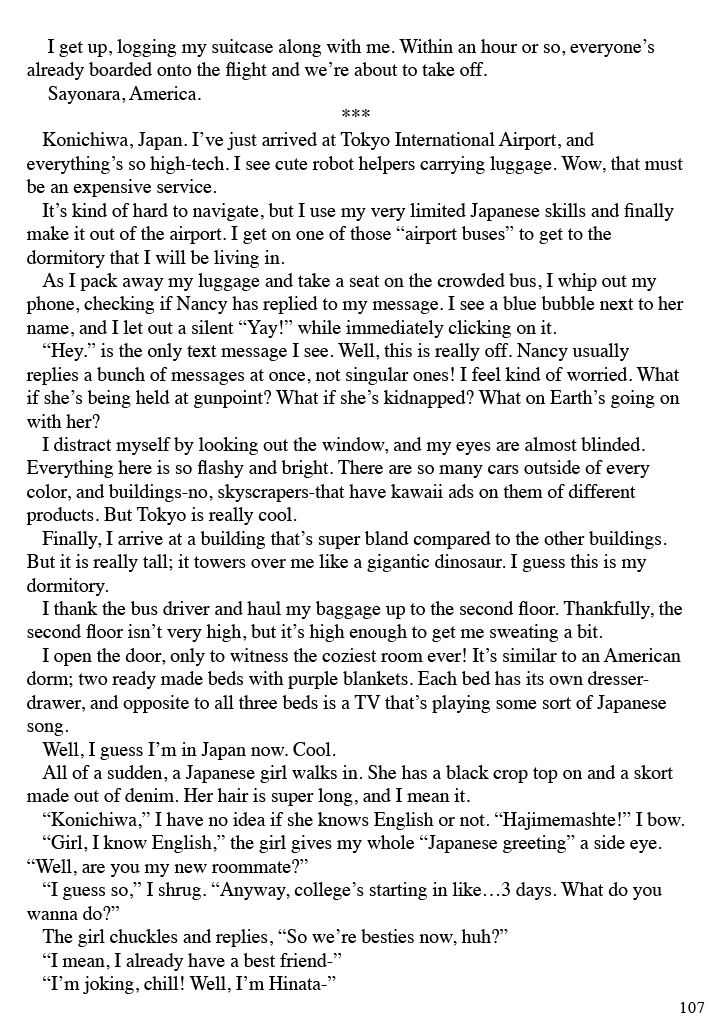 I get up, logging my suitcase along with me. Within an hour or so, everyone’s
already boarded onto the flight and we’re about to take off.
Sayonara, America.
***
Konichiwa, Japan. I’ve just arrived at Tokyo International Airport, and
everything’s so high-tech. I see cute robot helpers carrying luggage. Wow, that must
be an expensive service.
It’s kind of hard to navigate, but I use my very limited Japanese skills and finally
make it out of the airport. I get on one of those “airport buses” to get to the
dormitory that I will be living in.
As I pack away my luggage and take a seat on the crowded bus, I whip out my
phone, checking if Nancy has replied to my message. I see a blue bubble next to her
name, and I let out a silent “Yay!” while immediately clicking on it.
“Hey.” is the only text message I see. Well, this is really off. Nancy usually
replies a bunch of messages at once, not singular ones! I feel kind of worried. What
if she’s being held at gunpoint? What if she’s kidnapped? What on Earth’s going on
with her?
I distract myself by looking out the window, and my eyes are almost blinded.
Everything here is so flashy and bright. There are so many cars outside of every
color, and buildings-no, skyscrapers-that have kawaii ads on them of different
products. But Tokyo is really cool.
Finally, I arrive at a building that’s super bland compared to the other buildings.
But it is really tall; it towers over me like a gigantic dinosaur. I guess this is my
dormitory.
I thank the bus driver and haul my baggage up to the second floor. Thankfully, the
second floor isn’t very high, but it’s high enough to get me sweating a bit.
I open the door, only to witness the coziest room ever! It’s similar to an American
dorm; two ready made beds with purple blankets. Each bed has its own dresser-
drawer, and opposite to all three beds is a TV that’s playing some sort of Japanese
song.
Well, I guess I’m in Japan now. Cool.
All of a sudden, a Japanese girl walks in. She has a black crop top on and a skort
made out of denim. Her hair is super long, and I mean it.
“Konichiwa,” I have no idea if she knows English or not. “Hajimemashte!” I bow.
“Girl, I know English,” the girl gives my whole “Japanese greeting” a side eye.
“Well, are you my new roommate?”
“I guess so,” I shrug. “Anyway, college’s starting in like…3 days. What do you
wanna do?”
The girl chuckles and replies, “So we’re besties now, huh?”
“I mean, I already have a best friend-”
“I’m joking, chill! Well, I’m Hinata-”
107